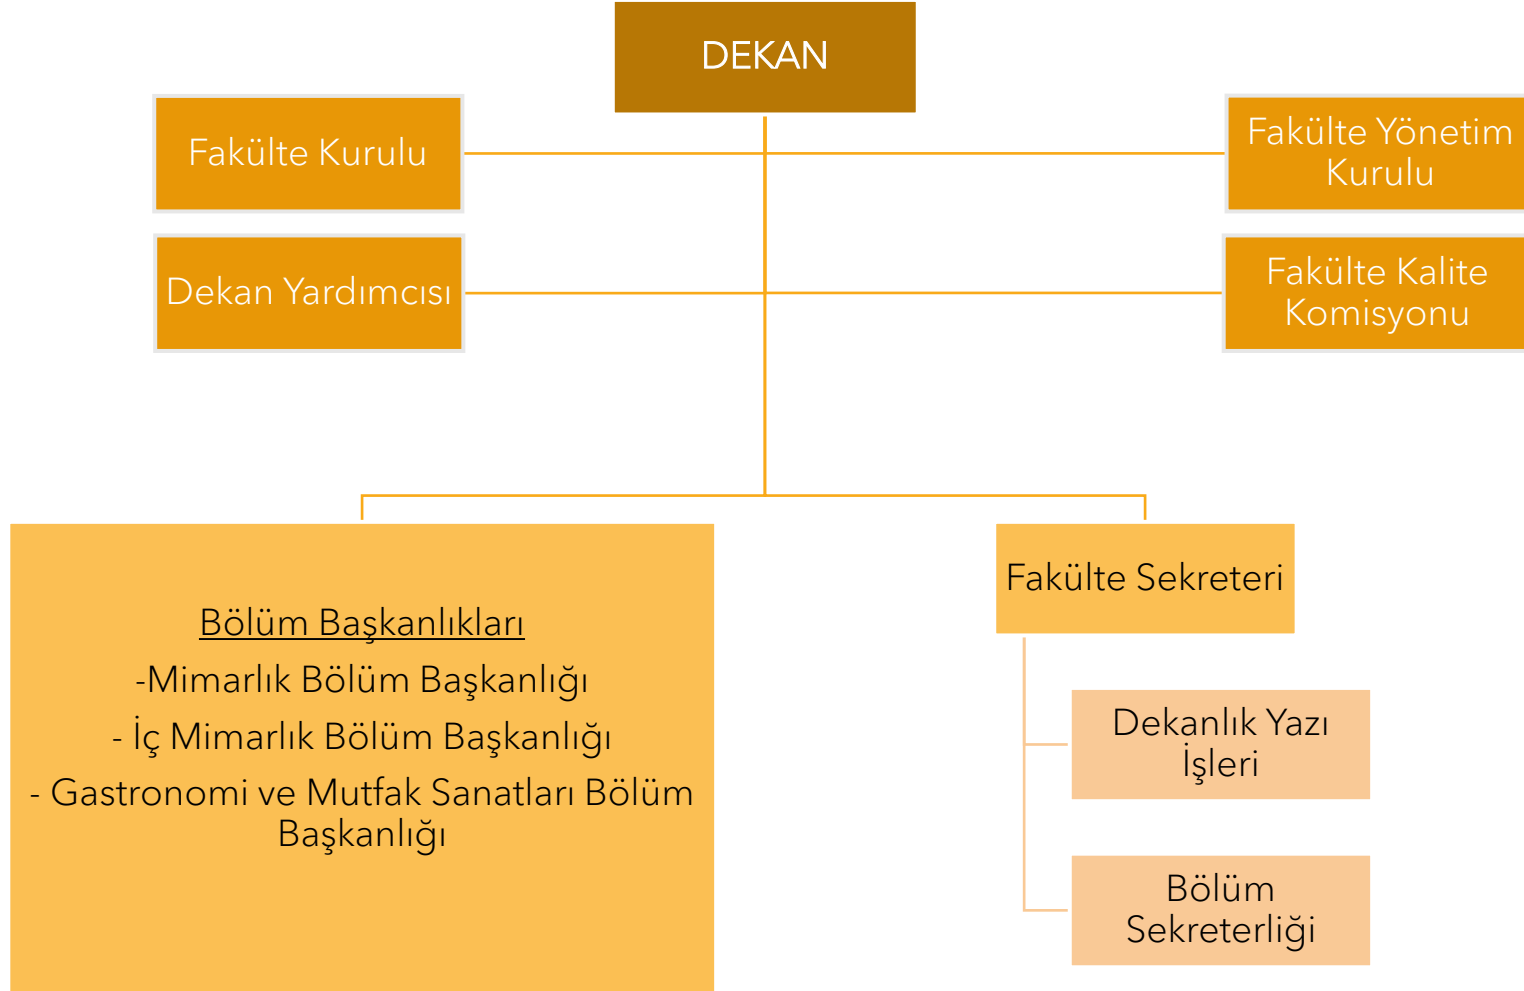 DEKAN
Fakülte Kurulu
Fakülte Yönetim
Kurulu
Dekan Yardımcısı
Fakülte Kalite
Komisyonu
Bölüm Başkanlıkları
-Mimarlık Bölüm Başkanlığı
- İç Mimarlık Bölüm Başkanlığı
- Gastronomi ve Mutfak Sanatları Bölüm
Başkanlığı
Fakülte Sekreteri
Dekanlık Yazı
İşleri
Bölüm
Sekreterliği